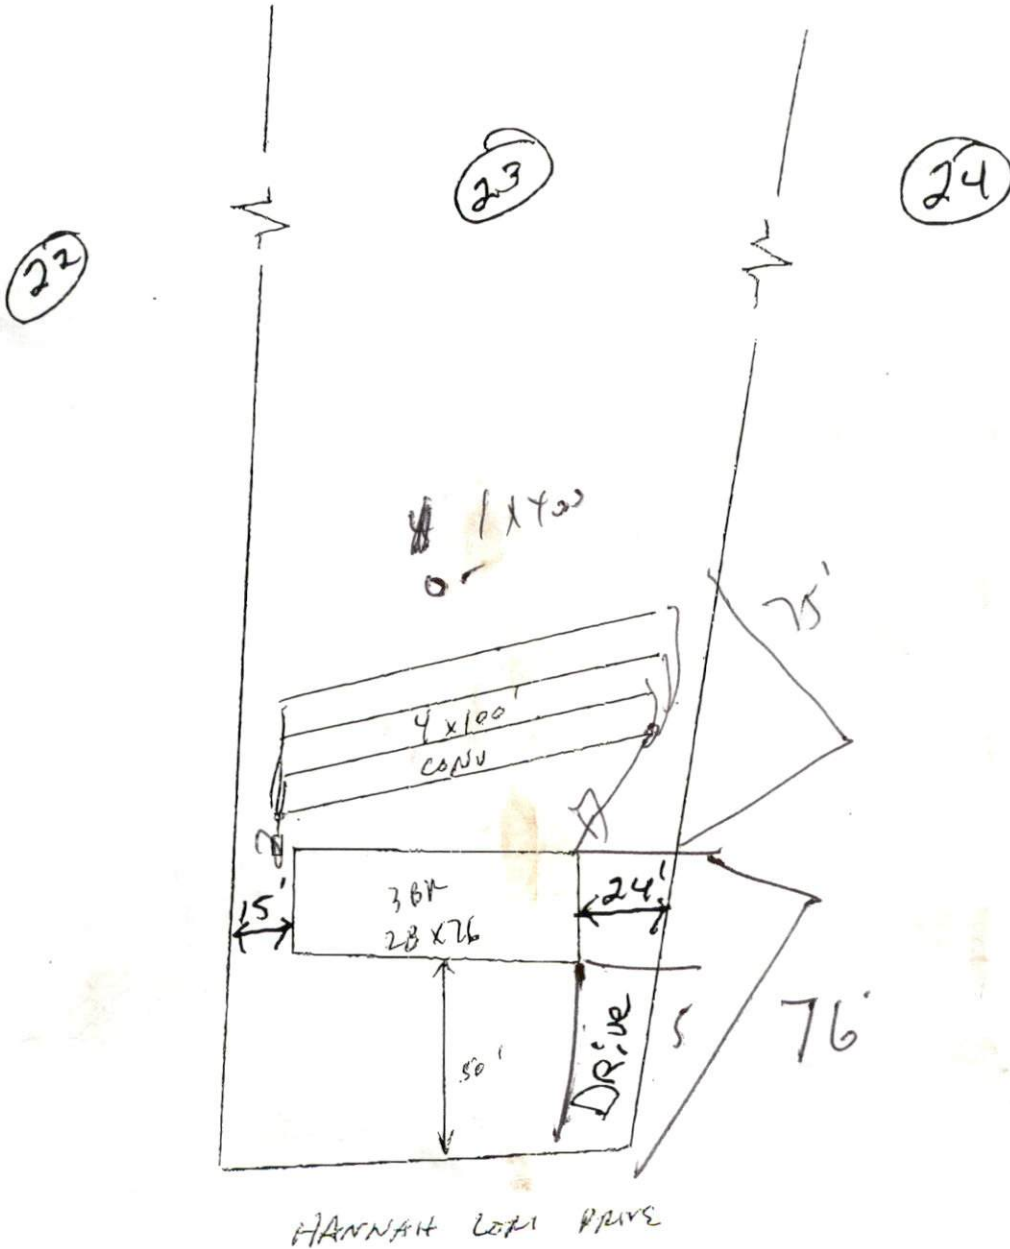 23
24
22
1 x 400
or
75'
4 x 100'
CONV
15'
3 BR
28 x 76
24'
50'
DRive
76'
HANNAH LORI DRIVE